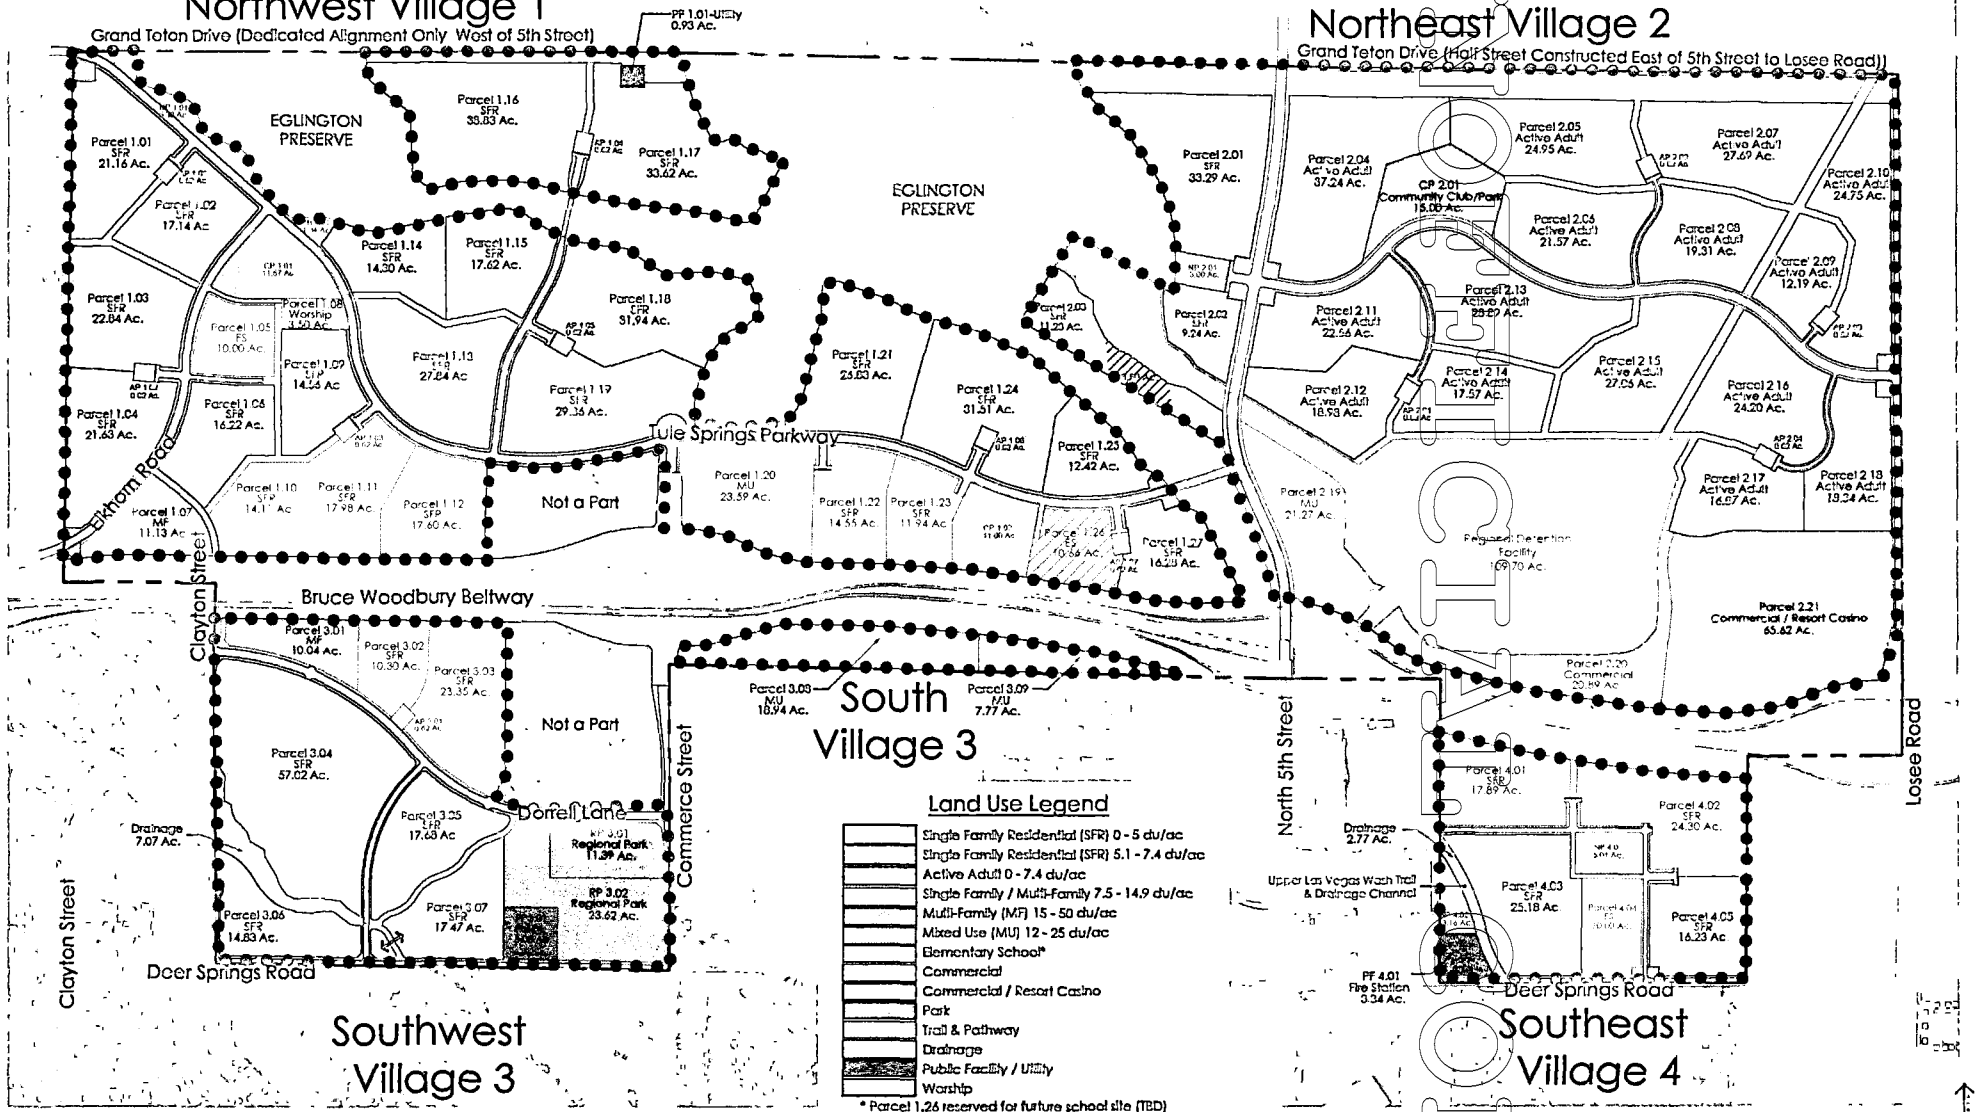 Northwest Village 1
Grand Teton Drive (Dedicated Alignment Only West of 5th Street)
PF 1.01-Utility
0.93 Ac.
Northeast Village 2
Grand Teton Drive (Half Street Constructed East of 5th Street to Losee Road))
EGLINGTON
PRESERVE
EGLINGTON
PRESERVE
Parcel 1.01
SFR
21.16 Ac.
Parcel 1.02
SFR
17.14 Ac.
Parcel 1.03
SFR
22.84 Ac.
Parcel 1.04
SFR
21.63 Ac.
Parcel 1.05
ES
10.00 Ac.
Parcel 1.06
SFR
16.22 Ac.
Parcel 1.07
MF
11.13 Ac.
Parcel 1.08
Worship
3.50 Ac.
Parcel 1.09
Parcel 1.10
SFR
14.11 Ac.
Parcel 1.11
SFR
17.98 Ac.
Parcel 1.12
SFR
17.60 Ac.
Parcel 1.13
27.84 Ac.
Parcel 1.14
SFR
14.30 Ac.
Parcel 1.15
SFR
17.62 Ac.
Parcel 1.16
SFR
38.83 Ac.
Parcel 1.17
SFR
33.62 Ac.
Parcel 1.18
SFR
31.94 Ac.
Parcel 1.19
SFR
29.36 Ac.
Parcel 1.20
MU
23.59 Ac.
Parcel 1.21
SFR
Parcel 1.22
SFR
14.55 Ac.
Parcel 1.23
SFR
11.94 Ac.
Parcel 1.24
SFR
31.51 Ac.
Parcel 1.25
SFR
12.42 Ac.
Parcel 1.26
ES
10.66 Ac.
Parcel 1.27
SFR
Not a Part
ule Springs Parkway
Elkhorn Road
Clayton Street
Bruce Woodbury Beltway
Parcel 2.01
SFR
33.29 Ac.
Parcel 2.02
SFR
9.24 Ac.
Parcel 2.03
SFR
Parcel 2.04
Active Adult
37.24 Ac.
CP 2.01
Community Club/Park
15.00 Ac.
Parcel 2.05
Active Adult
24.95 Ac.
Parcel 2.06
Active Adult
21.57 Ac.
Parcel 2.07
Active Adult
27.69 Ac.
Parcel 2.08
Active Adult
19.31 Ac.
Parcel 2.09
Active Adult
12.19 Ac.
Parcel 2.10
Active Adult
24.75 Ac.
Parcel 2.11
Active Adult
22.56 Ac.
Parcel 2.12
Active Adult
18.93 Ac.
Parcel 2.13
Active Adult
Parcel 2.14
Active Adult
17.57 Ac.
Parcel 2.15
Active Adult
27.05 Ac.
Parcel 2.16
Active Adult
24.20 Ac.
Parcel 2.17
Active Adult
16.67 Ac.
Parcel 2.18
Active Adult
Parcel 2.19
MU
21.27 Ac.
Regional Detention
Facility
109.70 Ac.
Parcel 2.20
Commercial
20.89 Ac.
Parcel 2.21
Commercial / Resort Casino
65.62 Ac.
Parcel 3.01
MF
10.04 Ac.
Parcel 3.02
SFR
10.30 Ac.
Parcel 3.03
SFR
23.35 Ac.
Parcel 3.04
SFR
57.02 Ac.
Parcel 3.05
SFR
17.63 Ac
Parcel 3.06
SFR
14.83 Ac.
Parcel 3.07
SFR
17.47 Ac.
Parcel 3.08
MU
18.94 Ac.
Parcel 3.09
MU
7.77 Ac.
South
Village 3
Not a Part
Dorrell Lane
RP 3.01
Regional Park
11.39 Ac.
RP 3.02
Regional Park
23.62 Ac.
Commerce Street
Drainage
7.07 Ac.
Clayton Street
Deer Springs Road
Southwest
Village 3
Land Use Legend
Single Family Residential (SFR) 0 - 5 du/ac
Single Family Residential (SFR) 5.1 - 7.4 du/ac
Active Adult 0 - 7.4 du/ac
Single Family / Multi-Family 7.5 - 14.9 du/ac
Multi-Family (MF) 15 - 50 du/ac
Mixed Use (MU) 12 - 25 du/ac
Elementary School*
Commercial
Commercial / Resort Casino
Park
Trail & Pathway
Drainage
Public Facility / Utility
Worship
* Parcel 1.26 reserved for furture school site (TBD)
North 5th Street
Losee Road
Parcel 4.01
SFR
17.89 Ac.
Parcel 4.02
SFR
24.30 Ac.
Parcel 4.03
SFR
25.18 Ac.
Parcel 4.04
ES
Parcel 4.05
SFR
16.23 Ac.
Drainage
2.77 Ac.
Upper Las Vegas Wash Trail
& Drainage Channel
PF 4.01
Fire Station
3.34 Ac.
Deer Springs Road
Southeast
Village 4